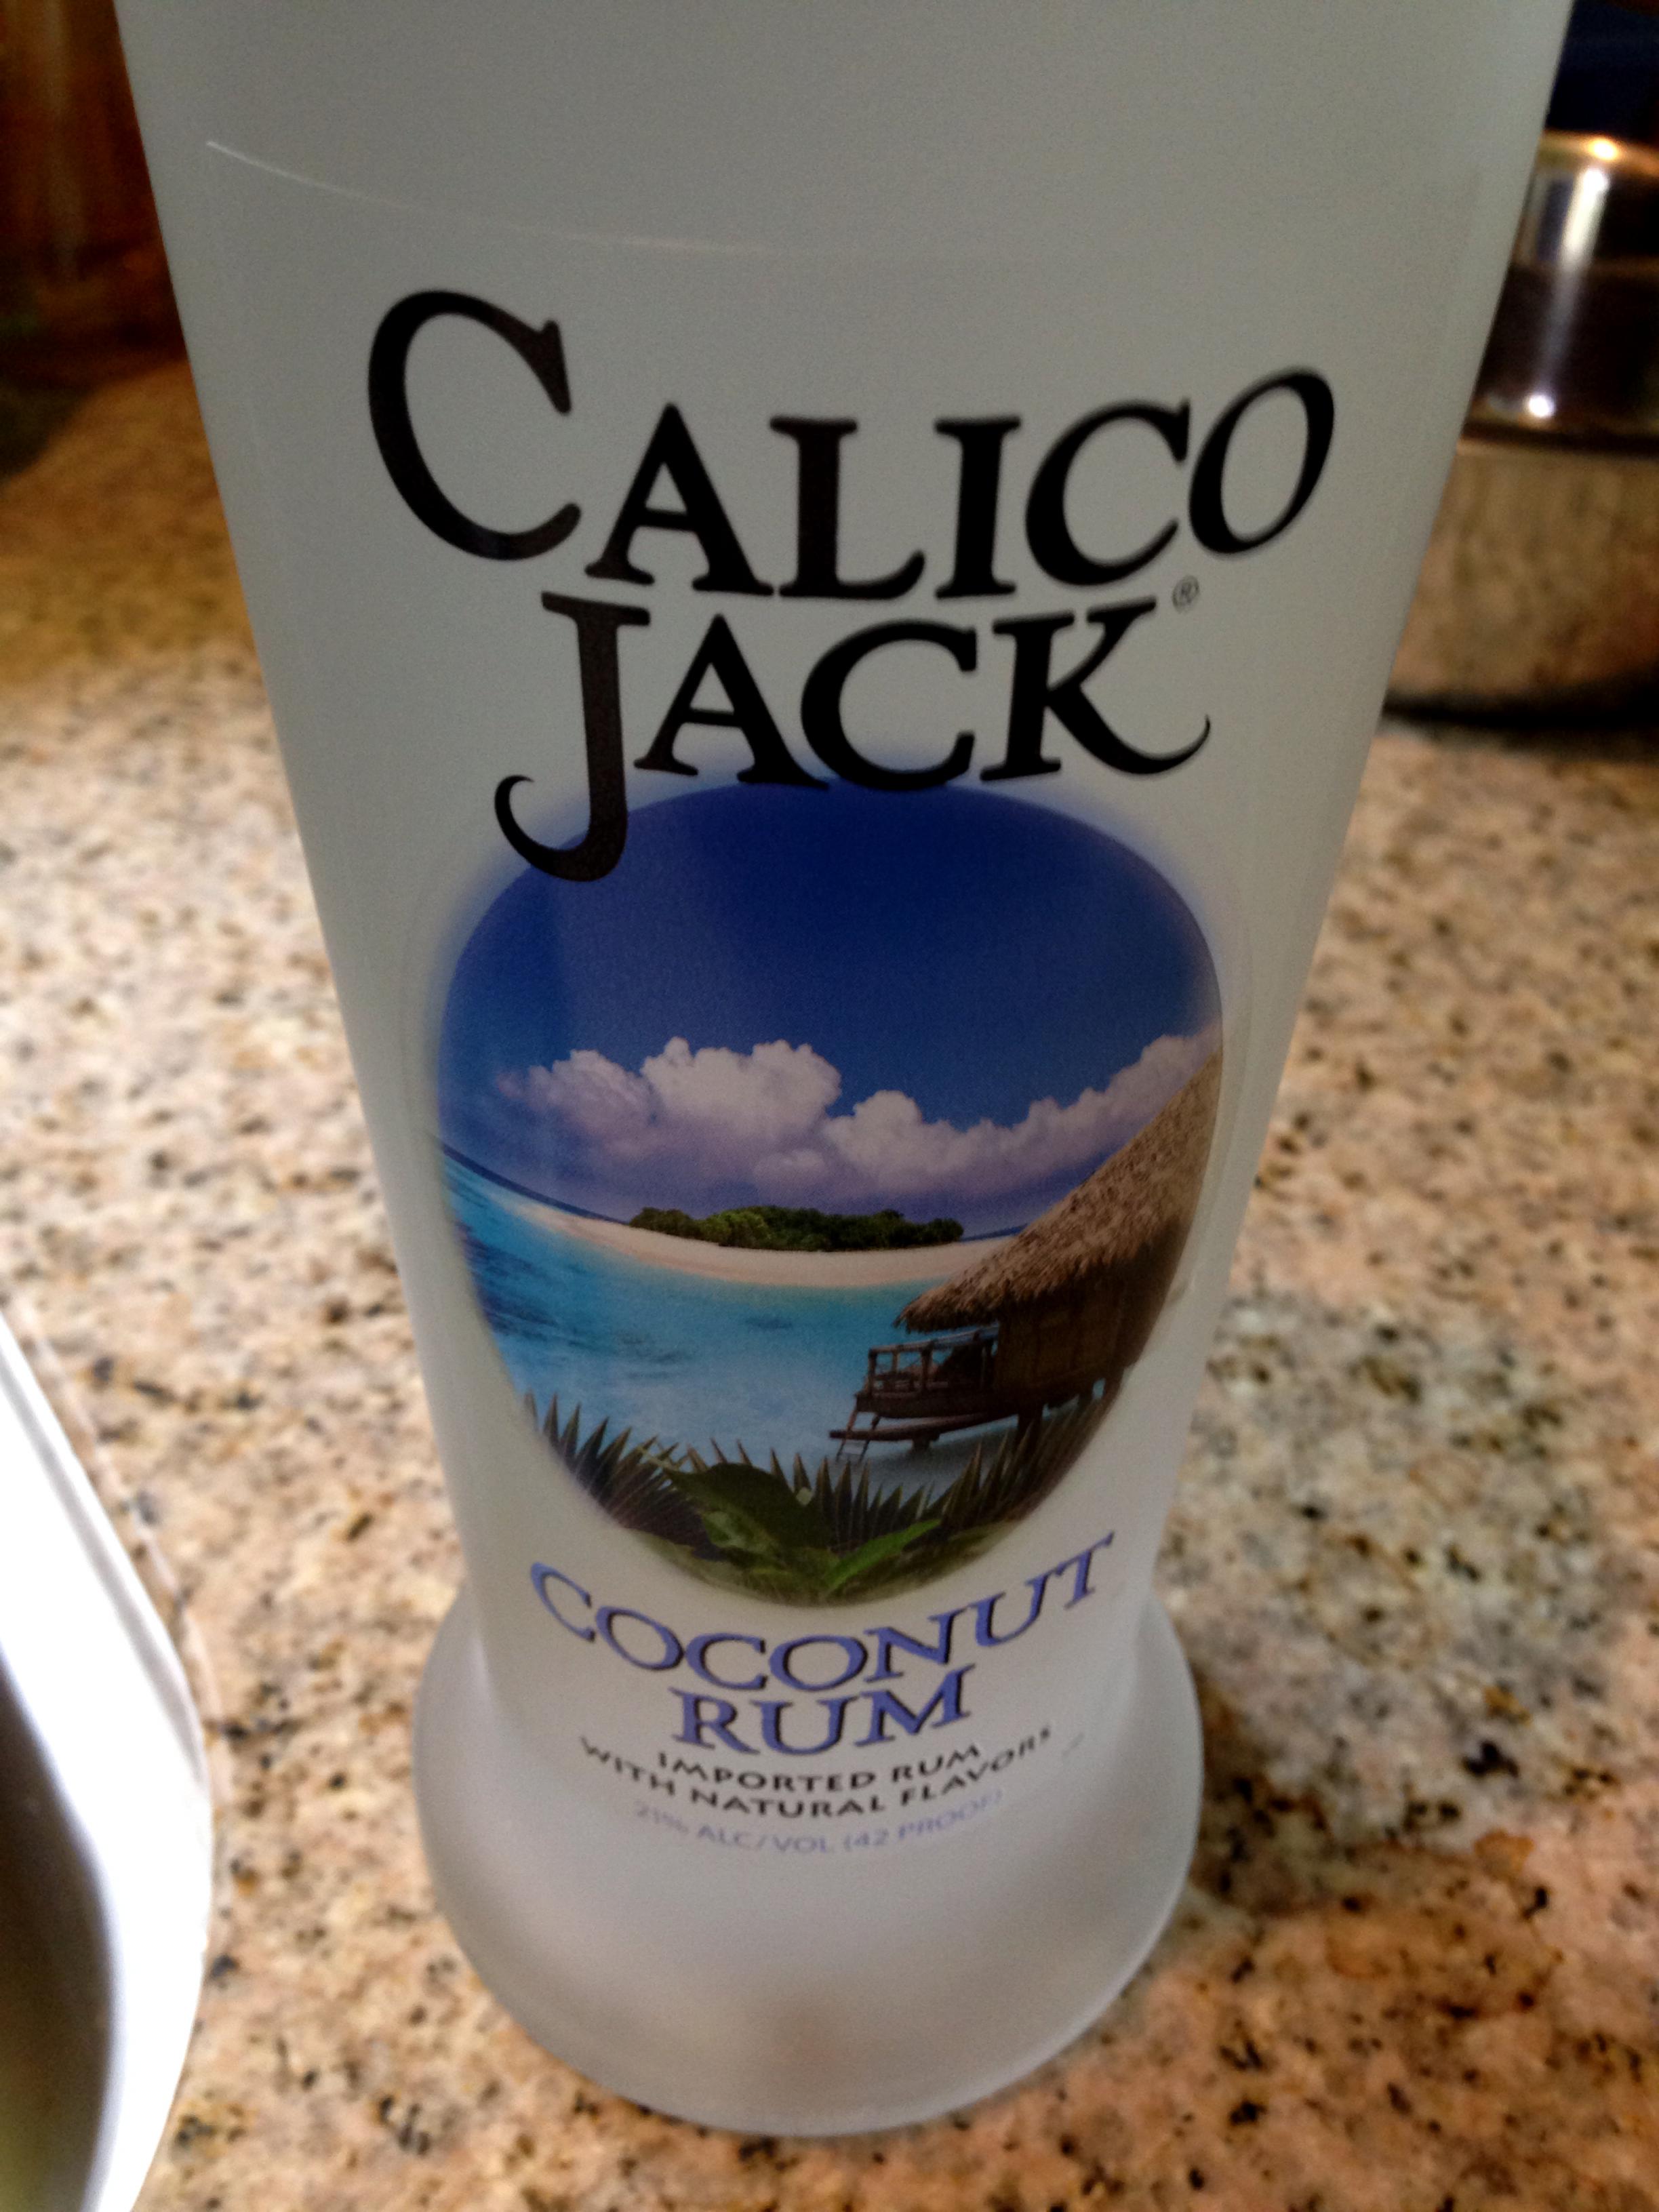 CALICO
JACK®
COCONUT
RUM
IMPORTED RUM
WITH NATURAL FLAVORS
21% ALC/VOL (42 PROOF)